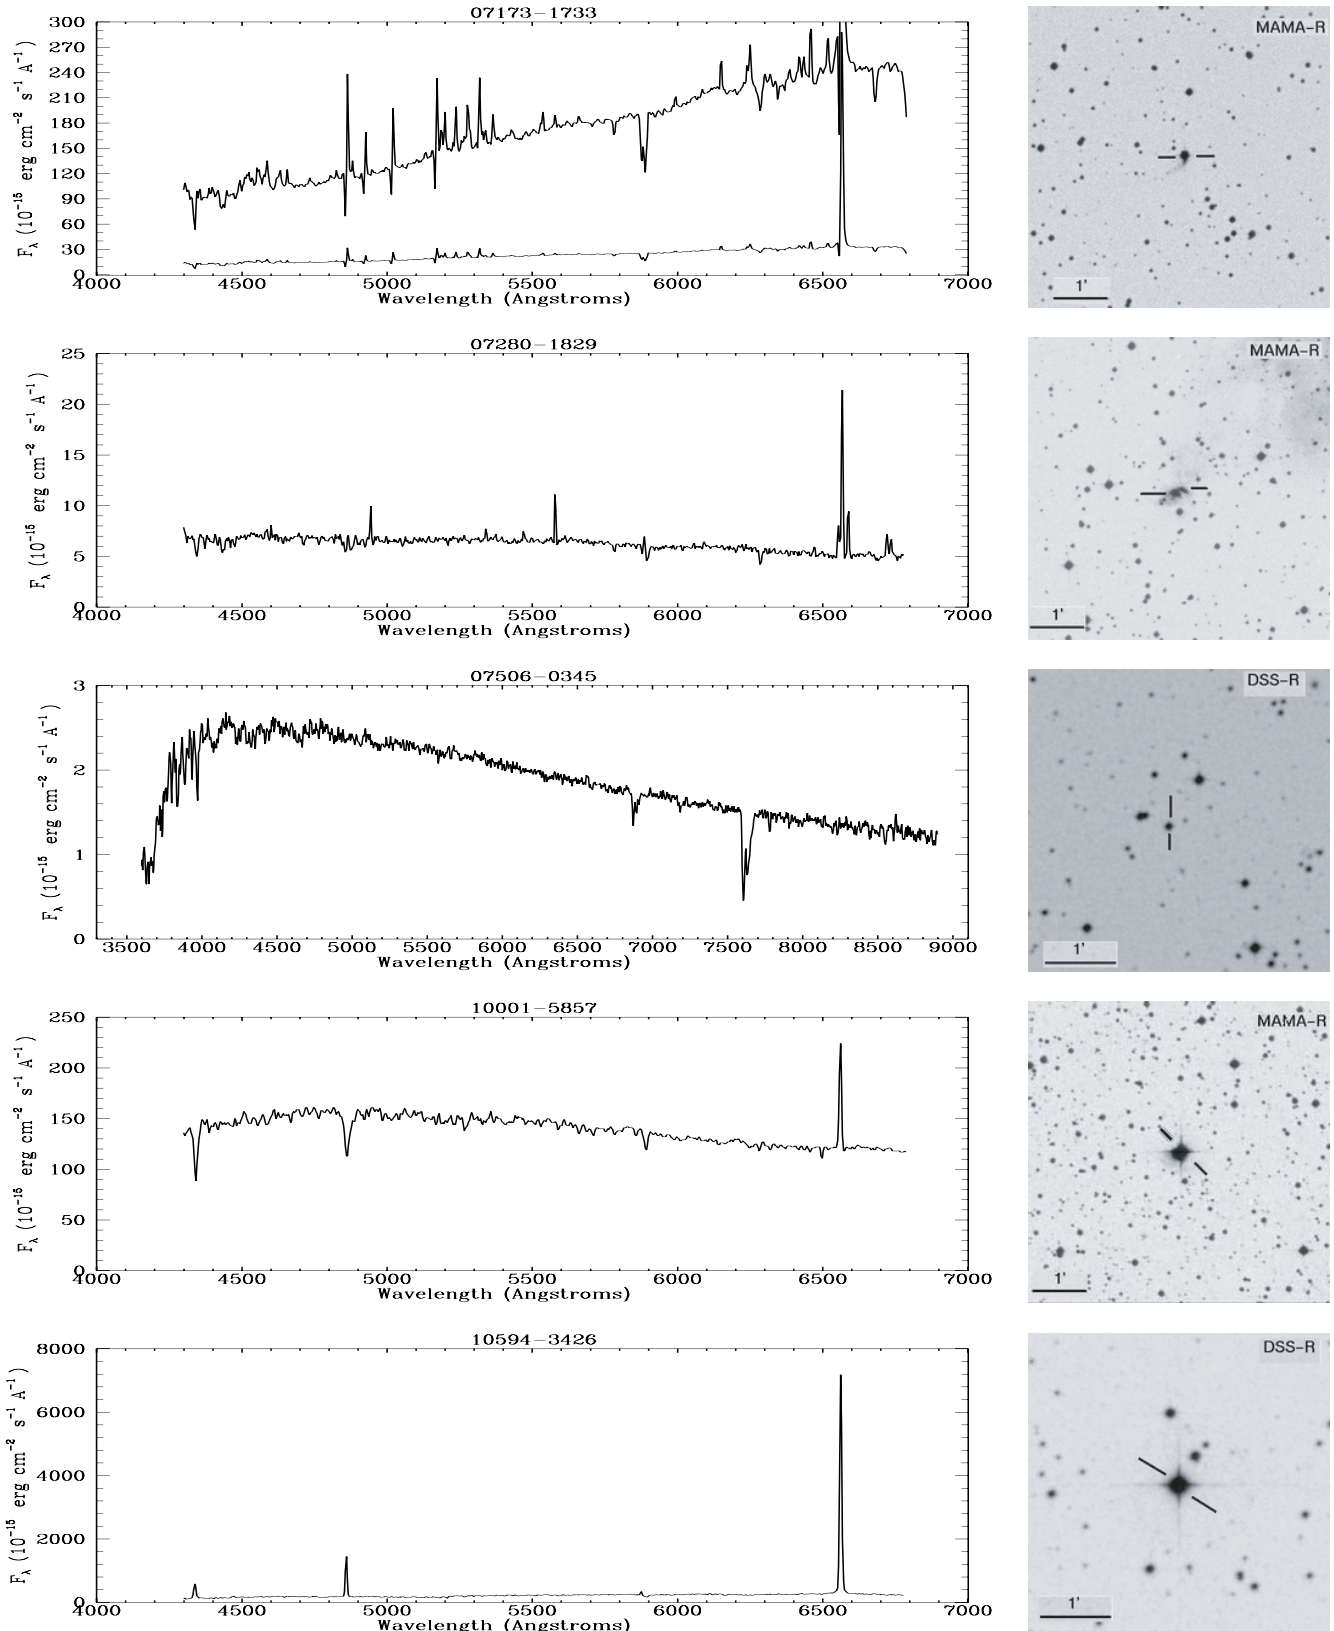 07173−1733
300
270
240
210
180
150
120
90
60
30
0
F_λ (10^−15 erg cm^−2 s^−1 A^−1)
4000 4500 5000 5500 6000 6500 7000
Wavelength (Angstroms)
MAMA−R
1'
07280−1829
25
20
15
10
5
0
F_λ (10^−15 erg cm^−2 s^−1 A^−1)
4000 4500 5000 5500 6000 6500 7000
Wavelength (Angstroms)
MAMA−R
1'
07506−0345
3
2
1
0
F_λ (10^−15 erg cm^−2 s^−1 A^−1)
3500 4000 4500 5000 5500 6000 6500 7000 7500 8000 8500 9000
Wavelength (Angstroms)
DSS−R
1'
10001−5857
250
200
150
100
50
0
F_λ (10^−15 erg cm^−2 s^−1 A^−1)
4000 4500 5000 5500 6000 6500 7000
Wavelength (Angstroms)
MAMA−R
1'
10594−3426
8000
6000
4000
2000
0
F_λ (10^−15 erg cm^−2 s^−1 A^−1)
4000 4500 5000 5500 6000 6500 7000
Wavelength (Angstroms)
DSS−R
1'